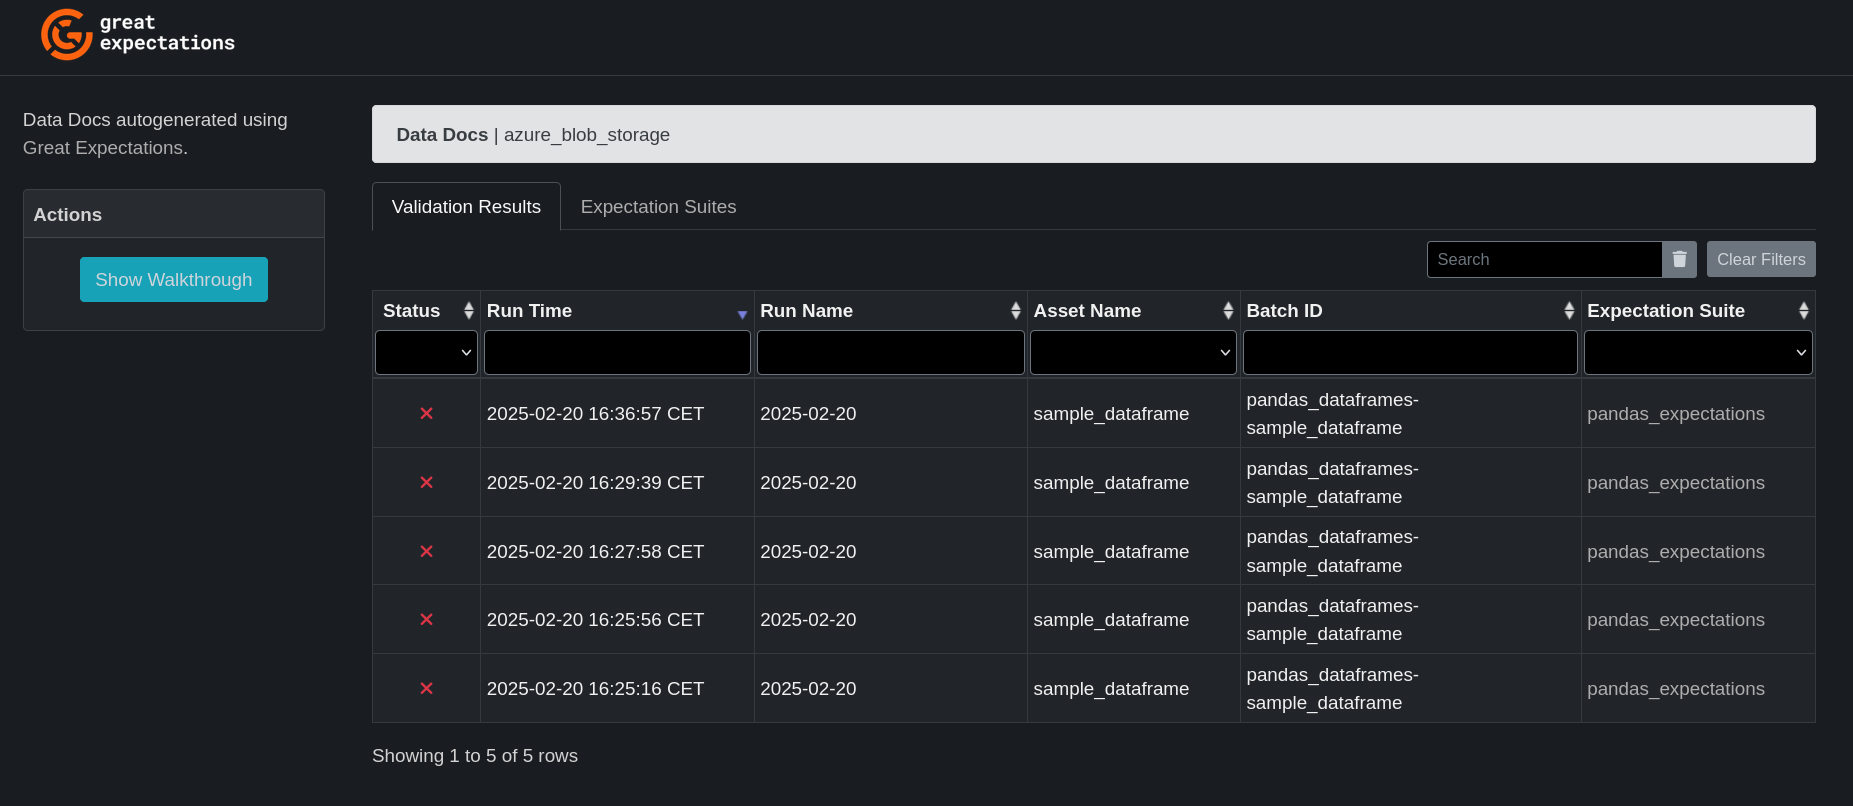 great
expectations
Data Docs autogenerated using
Great Expectations.
Actions
Show Walkthrough
Data Docs | azure_blob_storage
Validation Results Expectation Suites
Search Clear Filters
Status Run Time Run Name Asset Name Batch ID Expectation Suite
2025-02-20 16:36:57 CET 2025-02-20 sample_dataframe pandas_dataframes-
sample_dataframe pandas_expectations
2025-02-20 16:29:39 CET 2025-02-20 sample_dataframe pandas_dataframes-
sample_dataframe pandas_expectations
2025-02-20 16:27:58 CET 2025-02-20 sample_dataframe pandas_dataframes-
sample_dataframe pandas_expectations
2025-02-20 16:25:56 CET 2025-02-20 sample_dataframe pandas_dataframes-
sample_dataframe pandas_expectations
2025-02-20 16:25:16 CET 2025-02-20 sample_dataframe pandas_dataframes-
sample_dataframe pandas_expectations
Showing 1 to 5 of 5 rows